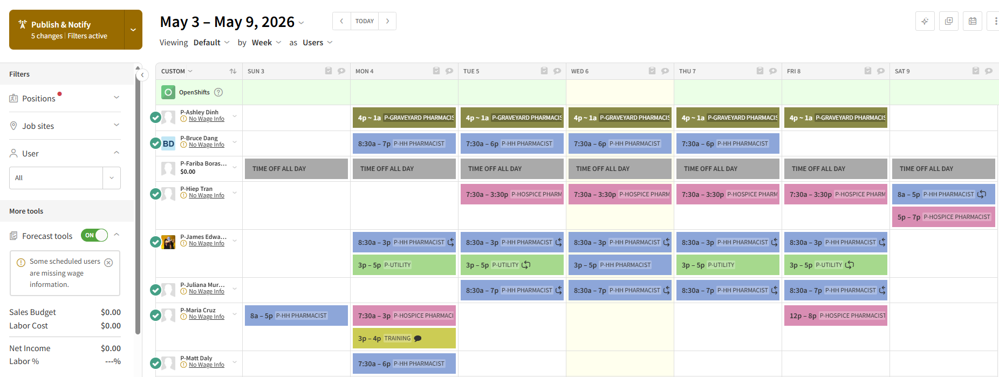 Publish & Notify
5 changes | Filters active
May 3 – May 9, 2026
TODAY
Viewing Default by Week as Users
Filters
Positions
Job sites
User
All
More tools
Forecast tools ON
Some scheduled users
are missing wage
information.
Sales Budget $0.00
Labor Cost $0.00
Net Income $0.00
Labor % ---%
CUSTOM SUN 3 MON 4 TUE 5 WED 6 THU 7 FRI 8 SAT 9
OpenShifts ?
P-Ashley Dinh
No Wage Info
4p ~ 1a P-GRAVEYARD PHARMACIS 4p ~ 1a P-GRAVEYARD PHARMACIS 4p ~ 1a P-GRAVEYARD PHARMACIS 4p ~ 1a P-GRAVEYARD PHARMACIS 4p ~ 1a P-GRAVEYARD PHARMACIS
BD P-Bruce Dang
No Wage Info
8:30a – 7p P-HH PHARMACIST 7:30a – 6p P-HH PHARMACIST 7:30a – 6p P-HH PHARMACIST 7:30a – 6p P-HH PHARMACIST
P-Fariba Boras...
$0.00
TIME OFF ALL DAY TIME OFF ALL DAY TIME OFF ALL DAY TIME OFF ALL DAY TIME OFF ALL DAY TIME OFF ALL DAY TIME OFF ALL DAY
P-Hiep Tran
No Wage Info
7:30a – 3:30p P-HOSPICE PHARM 7:30a – 3:30p P-HOSPICE PHARM 7:30a – 3:30p P-HOSPICE PHARM 7:30a – 3:30p P-HOSPICE PHARM 8a – 5p P-HH PHARMACIST
5p – 7p P-HOSPICE PHARMACIST
P-James Edwa...
No Wage Info
8:30a – 3p P-HH PHARMACIST 8:30a – 3p P-HH PHARMACIST 8:30a – 3p P-HH PHARMACIST 8:30a – 3p P-HH PHARMACIST 8:30a – 3p P-HH PHARMACIST
3p – 5p P-UTILITY 3p – 5p P-UTILITY 3p – 5p P-HH PHARMACIST 3p – 5p P-UTILITY 3p – 5p P-UTILITY
P-Juliana Mur...
No Wage Info
8:30a – 7p P-HH PHARMACIST 8:30a – 7p P-HH PHARMACIST 8:30a – 7p P-HH PHARMACIST 8:30a – 7p P-HH PHARMACIST
P-Maria Cruz
No Wage Info
8a – 5p P-HH PHARMACIST 7:30a – 3p P-HOSPICE PHARMACI 12p – 8p P-HOSPICE PHARMACIST
3p – 4p TRAINING
P-Matt Daly
No Wage Info
7:30a – 6p P-HH PHARMACIST